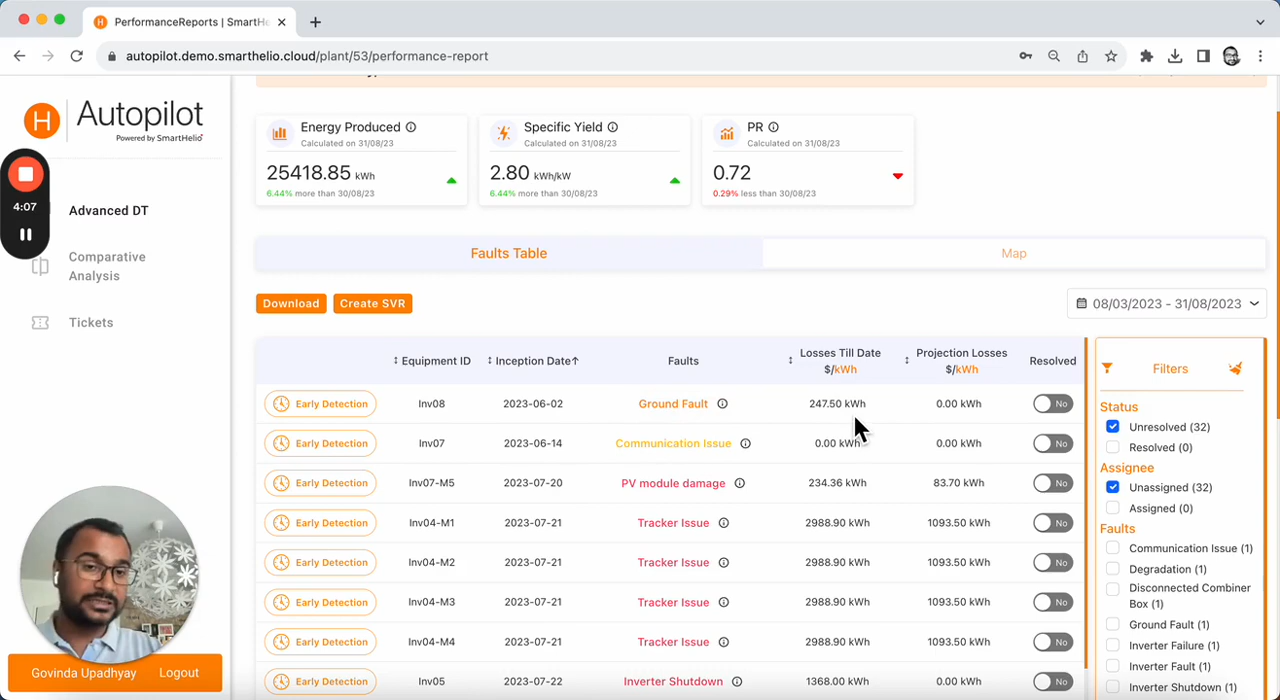 PerformanceReports | SmartHe
autopilot.demo.smarthelio.cloud/plant/53/performance-report
H Autopilot
Powered by SmartHelio
4:07
Advanced DT
Comparative
Analysis
Tickets
Govinda Upadhyay Logout
Energy Produced
Calculated on 31/08/23
25418.85 kWh
6.44% more than 30/08/23
Specific Yield
Calculated on 31/08/23
2.80 kWh/kW
6.44% more than 30/08/23
PR
Calculated on 31/08/23
0.72
0.29% less than 30/08/23
Faults Table Map
Download Create SVR 08/03/2023 - 31/08/2023
Equipment ID Inception Date↑ Faults Losses Till Date $/kWh Projection Losses $/kWh Resolved
Early Detection Inv08 2023-06-02 Ground Fault 247.50 kWh 0.00 kWh No
Early Detection Inv07 2023-06-14 Communication Issue 0.00 kWh 0.00 kWh No
Early Detection Inv07-M5 2023-07-20 PV module damage 234.36 kWh 83.70 kWh No
Early Detection Inv04-M1 2023-07-21 Tracker Issue 2988.90 kWh 1093.50 kWh No
Early Detection Inv04-M2 2023-07-21 Tracker Issue 2988.90 kWh 1093.50 kWh No
Early Detection Inv04-M3 2023-07-21 Tracker Issue 2988.90 kWh 1093.50 kWh No
Early Detection Inv04-M4 2023-07-21 Tracker Issue 2988.90 kWh 1093.50 kWh No
Early Detection Inv05 2023-07-22 Inverter Shutdown 1368.00 kWh 0.00 kWh No
Filters
Status
Unresolved (32)
Resolved (0)
Assignee
Unassigned (32)
Assigned (0)
Faults
Communication Issue (1)
Degradation (1)
Disconnected Combiner
Box (1)
Ground Fault (1)
Inverter Failure (1)
Inverter Fault (1)
Inverter Shutdown (1)